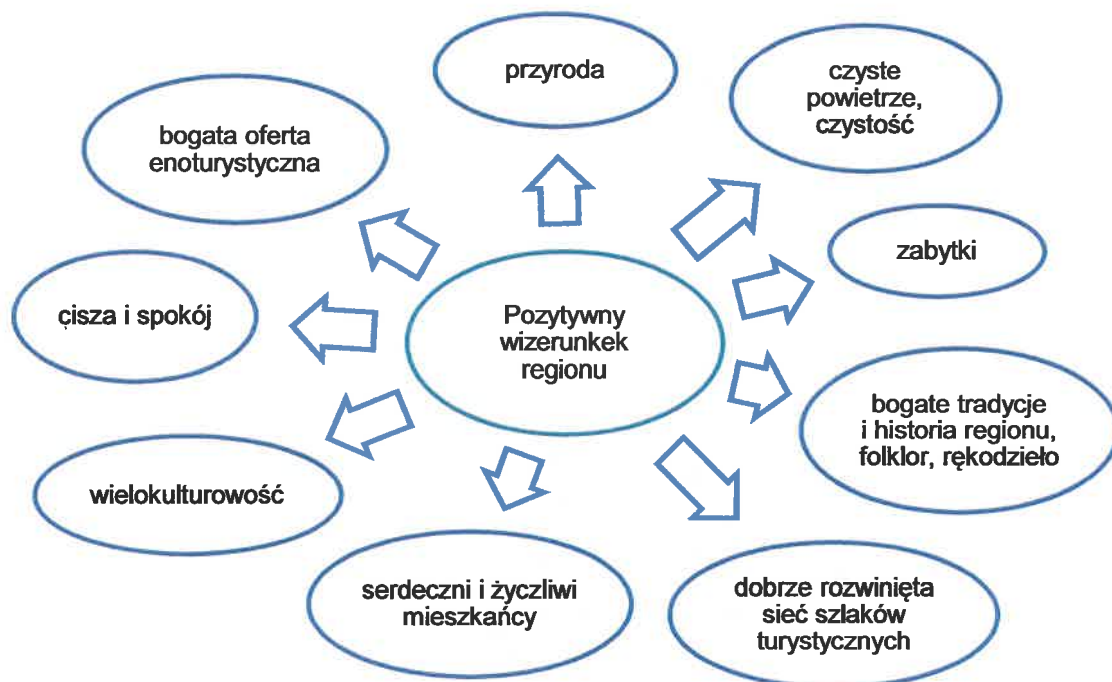 przyroda
czyste
powietrze,
czystość
bogata oferta
enoturystyczna
zabytki
cisza i spokój
Pozytywny
wizerunkek
regionu
bogate tradycje
i historia regionu,
folklor, rękodzieło
wielokulturowość
serdeczni i życzliwi
mieszkańcy
dobrze rozwinięta
sieć szlaków
turystycznych